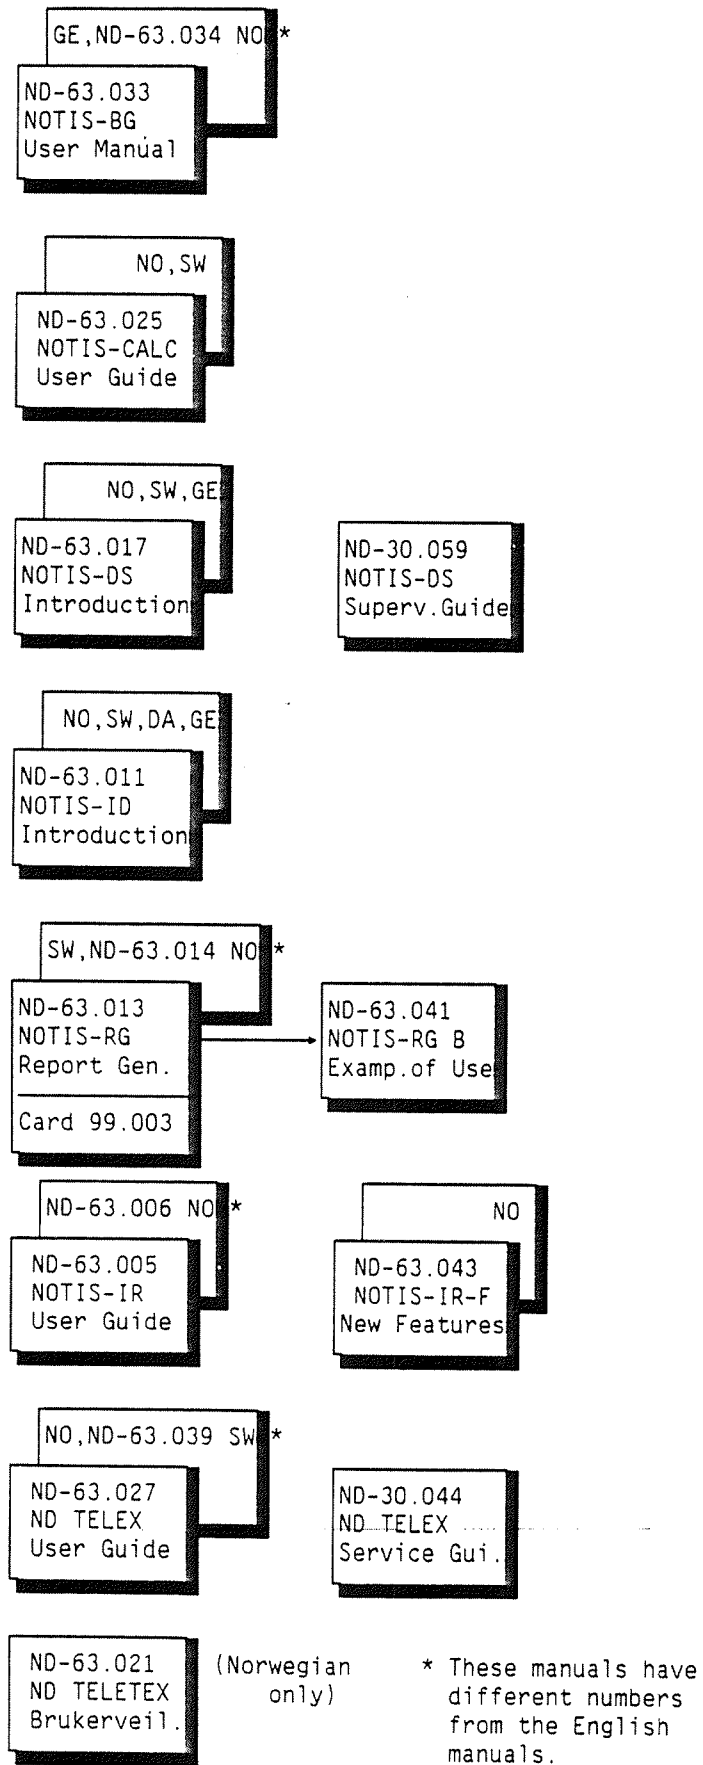 GE,ND-63.034 NO *
ND-63.033
NOTIS-BG
User Manual
NO,SW
ND-63.025
NOTIS-CALC
User Guide
NO,SW,GE
ND-63.017
NOTIS-DS
Introduction
ND-30.059
NOTIS-DS
Superv.Guide
NO,SW,DA,GE
ND-63.011
NOTIS-ID
Introduction
SW,ND-63.014 NO *
ND-63.013
NOTIS-RG
Report Gen.
Card 99.003
ND-63.041
NOTIS-RG B
Examp.of Use
ND-63.006 NO *
ND-63.005
NOTIS-IR
User Guide
NO
ND-63.043
NOTIS-IR-F
New Features
NO,ND-63.039 SW *
ND-63.027
ND TELEX
User Guide
ND-30.044
ND TELEX
Service Gui.
ND-63.021
ND TELETEX
Brukerveil.
(Norwegian
only)
* These manuals have
different numbers
from the English
manuals.